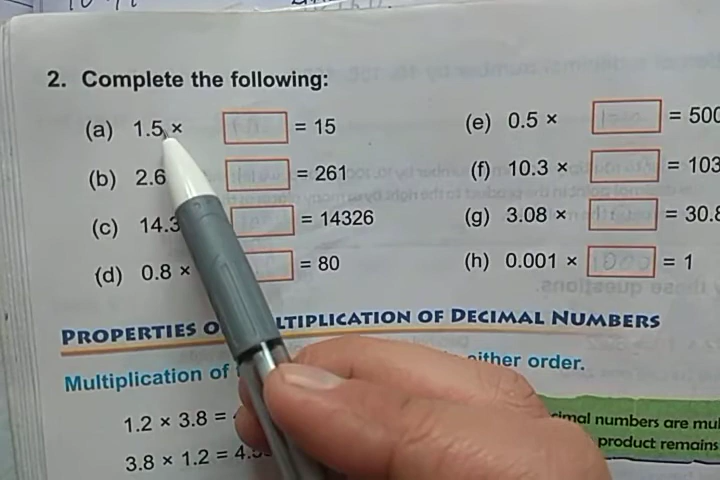 2. Complete the following:
(a) 1.5 × = 15
(b) 2.6 = 261
(c) 14.3 = 14326
(d) 0.8 × = 80
(e) 0.5 × = 500
(f) 10.3 × = 103
(g) 3.08 × = 30.8
(h) 0.001 × 1000 = 1
PROPERTIES O LTIPLICATION OF DECIMAL NUMBERS
Multiplication of either order.
1.2 × 3.8 =
3.8 × 1.2 = 4.
cimal numbers are mul
product remains